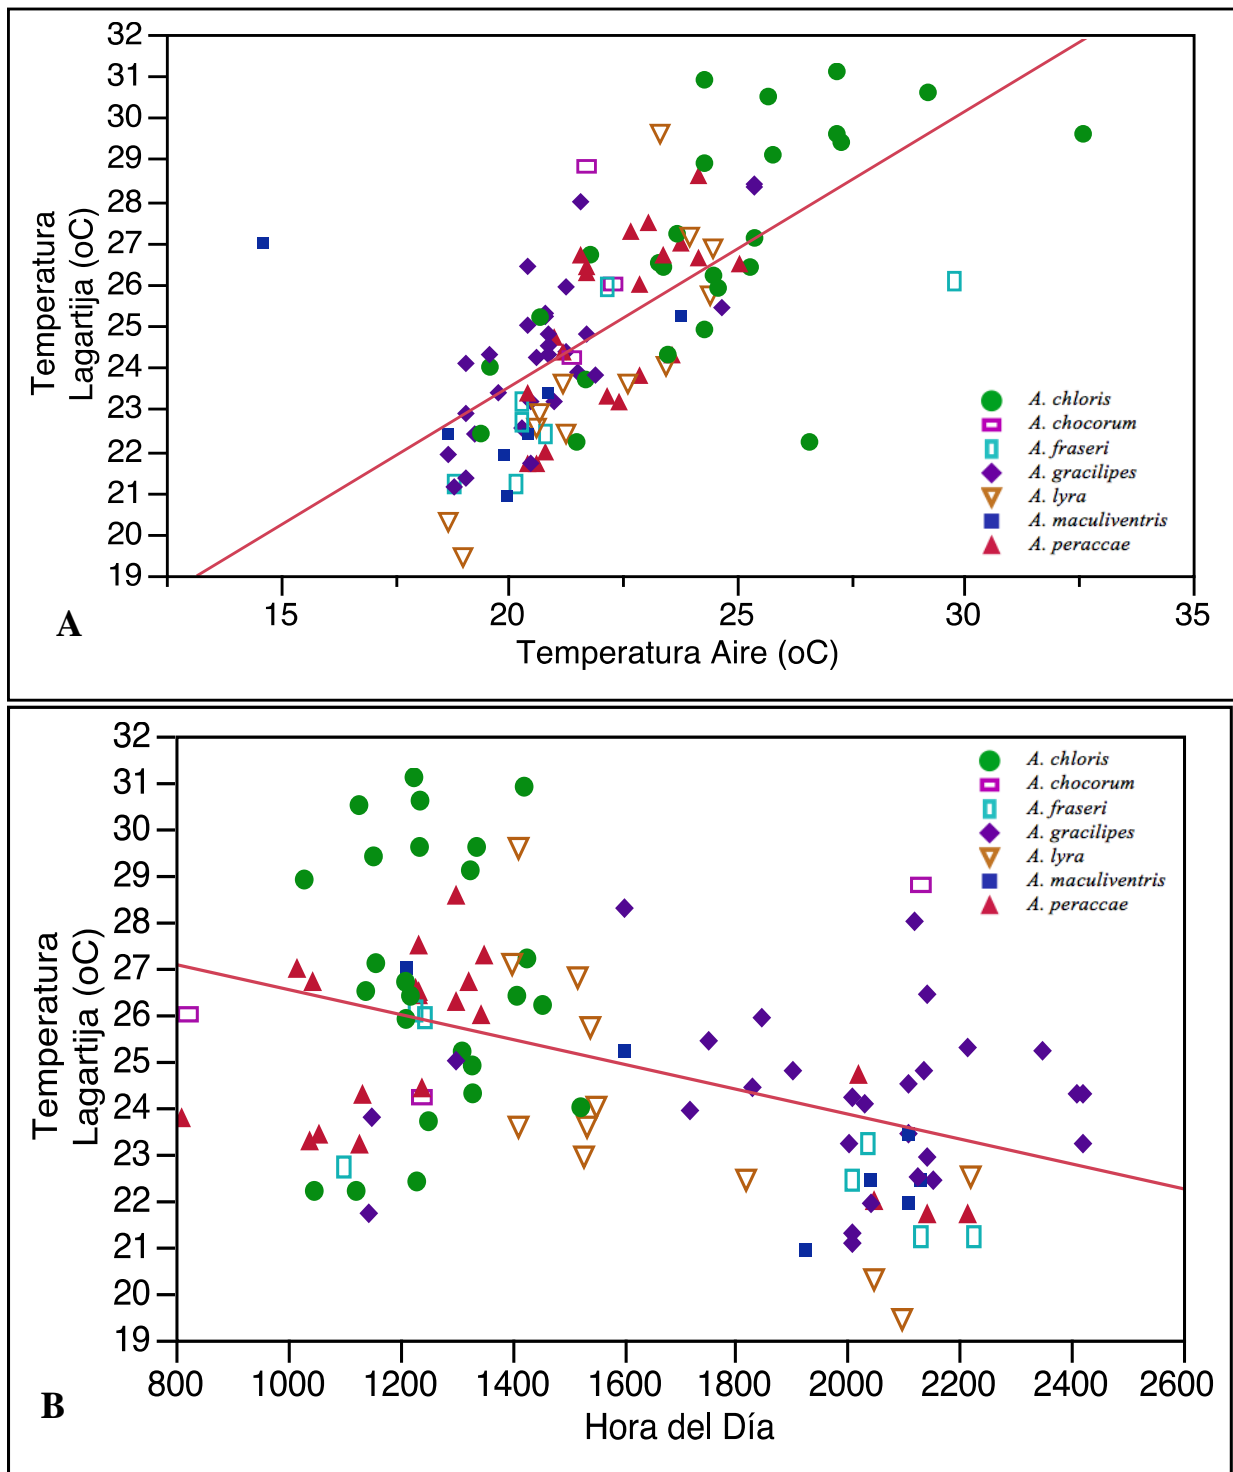 32
31
30
29
28
27
26
25
24
23
22
21
20
19
Temperatura
Lagartija (oC)
A. chloris
A. chocorum
A. fraseri
A. gracilipes
A. lyra
A. maculiventris
A. peraccae
15 20 25 30 35
A
Temperatura Aire (oC)
32
31
30
29
28
27
26
25
24
23
22
21
20
19
Temperatura
Lagartija (oC)
A. chloris
A. chocorum
A. fraseri
A. gracilipes
A. lyra
A. maculiventris
A. peraccae
800 1000 1200 1400 1600 1800 2000 2200 2400 2600
B
Hora del Día